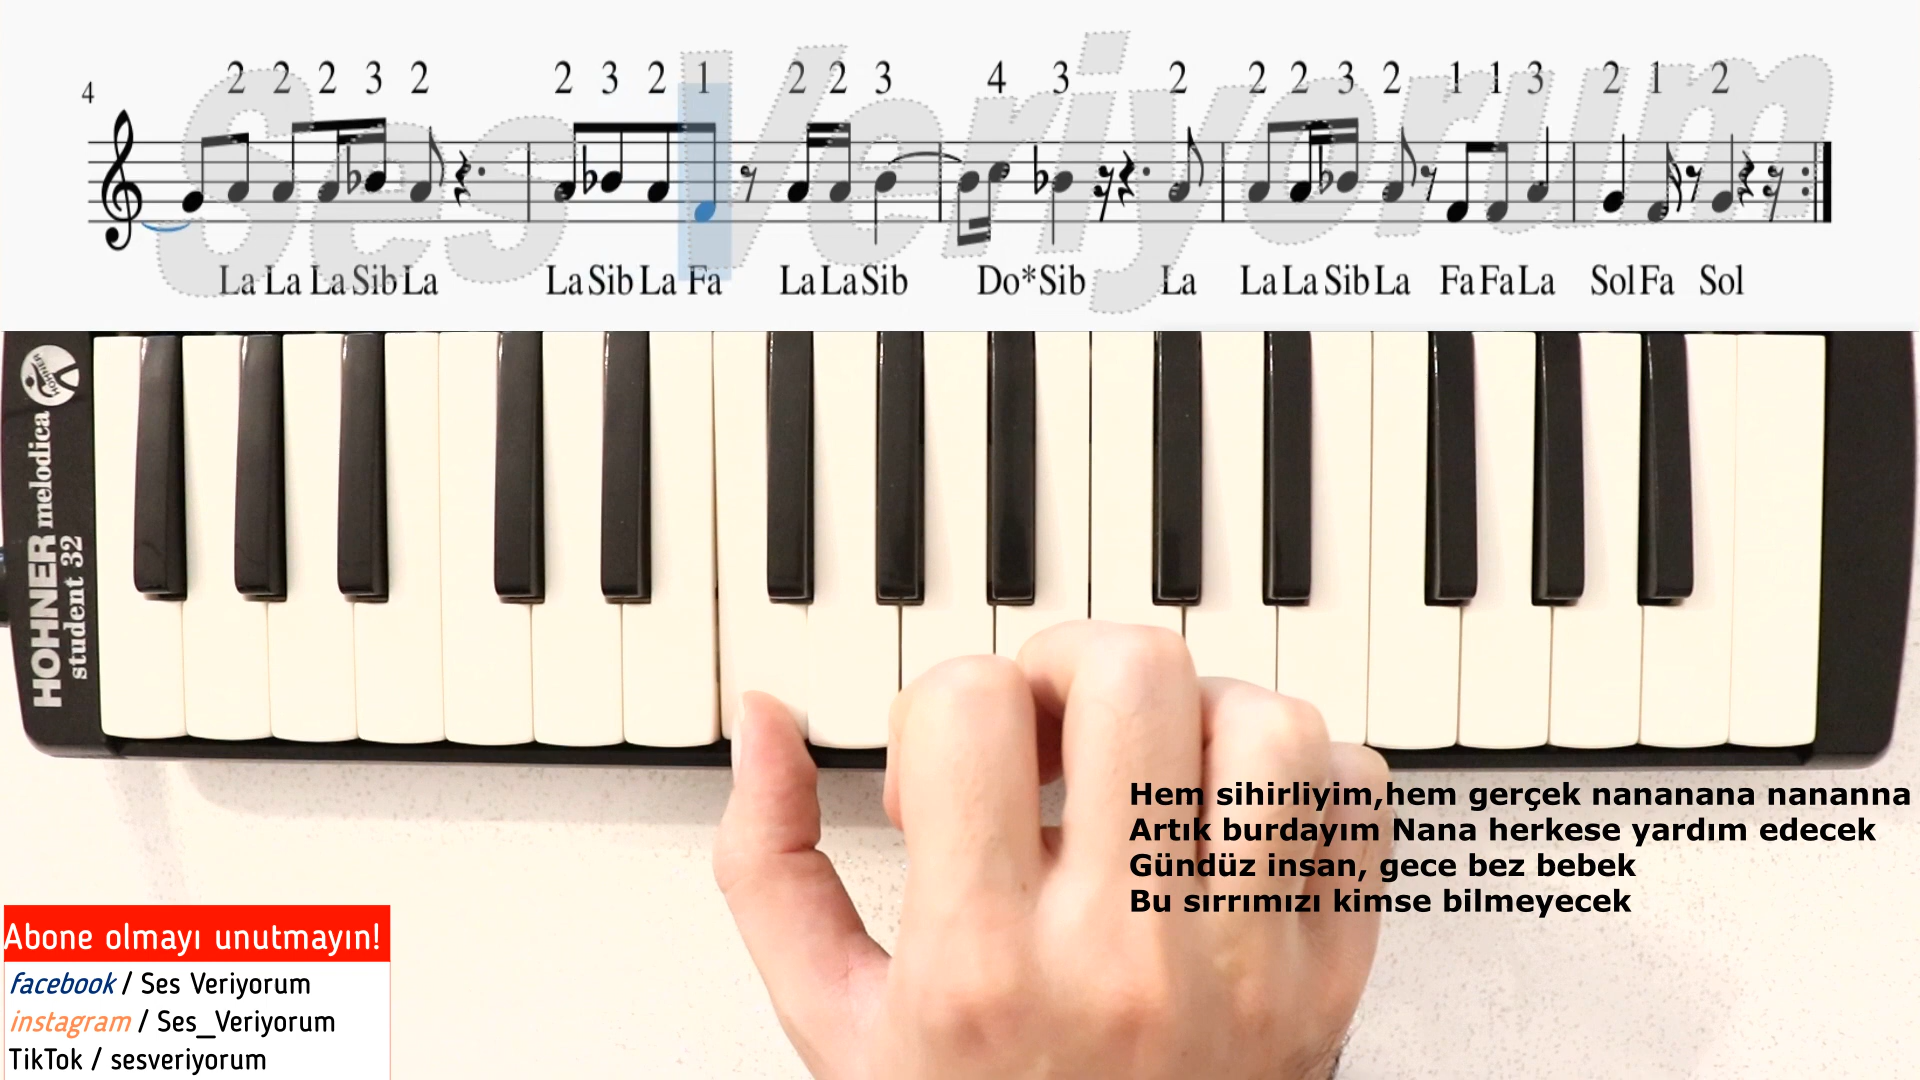 4
2 2 2 3 2 2 3 2 1 2 2 3 4 3 2 2 2 3 2 1 1 3 2 1 2
Ses Veriyorum
La La La Sib La La Sib La Fa La La Sib Do* Sib La La La Sib La Fa Fa La Sol Fa Sol
HOHNER
HOHNER melodica
student 32
Hem sihirliyim,hem gerçek nananana nananna
Artık burdayım Nana herkese yardım edecek
Gündüz insan, gece bez bebek
Bu sırrımızı kimse bilmeyecek
Abone olmayı unutmayın!
facebook / Ses Veriyorum
instagram / Ses_Veriyorum
TikTok / sesveriyorum